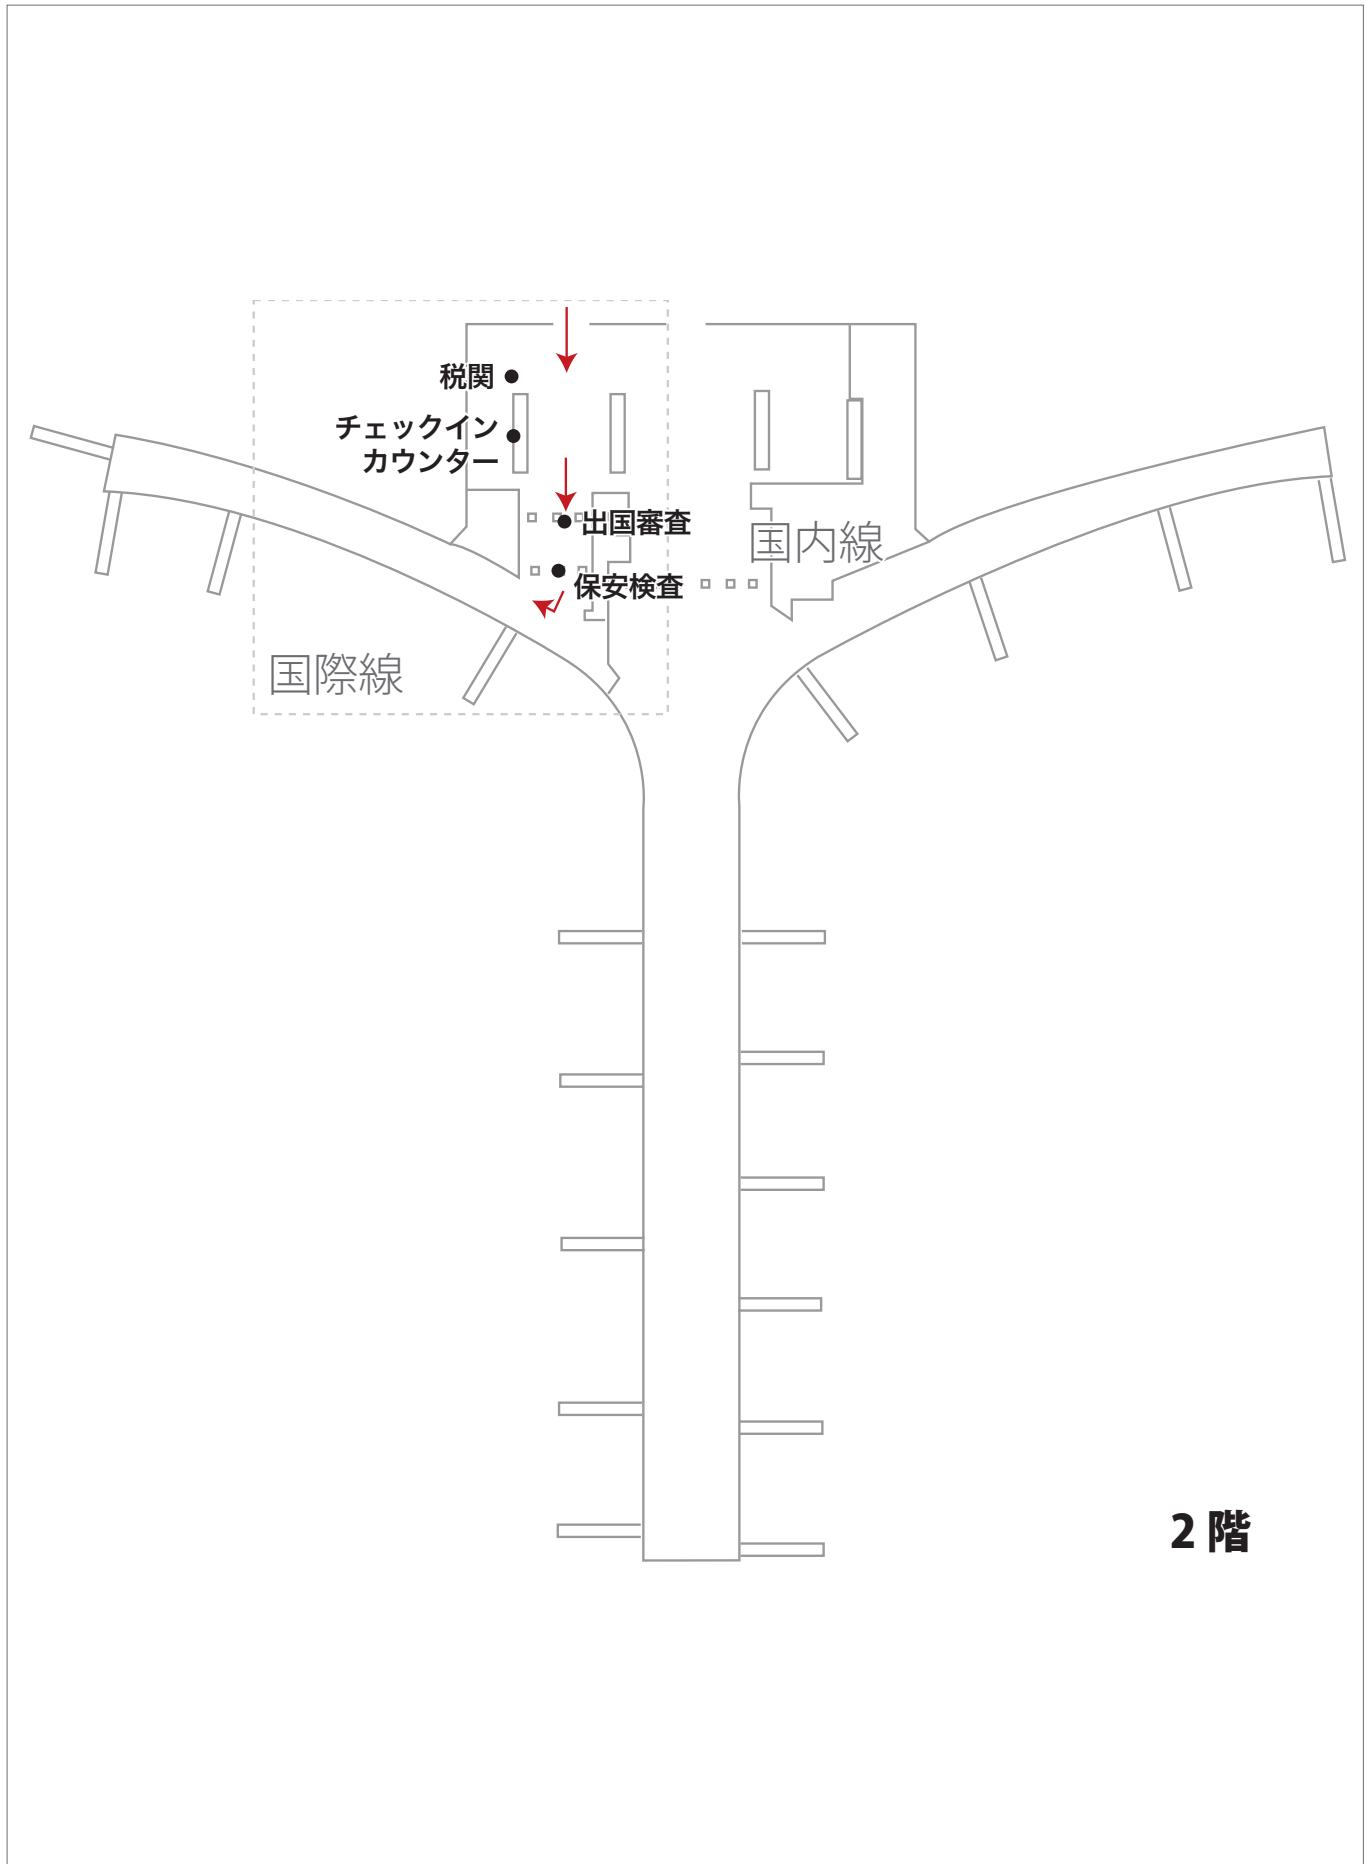 税関
チェックイン
カウンター
出国審査
国内線
保安検査
国際線
2 階